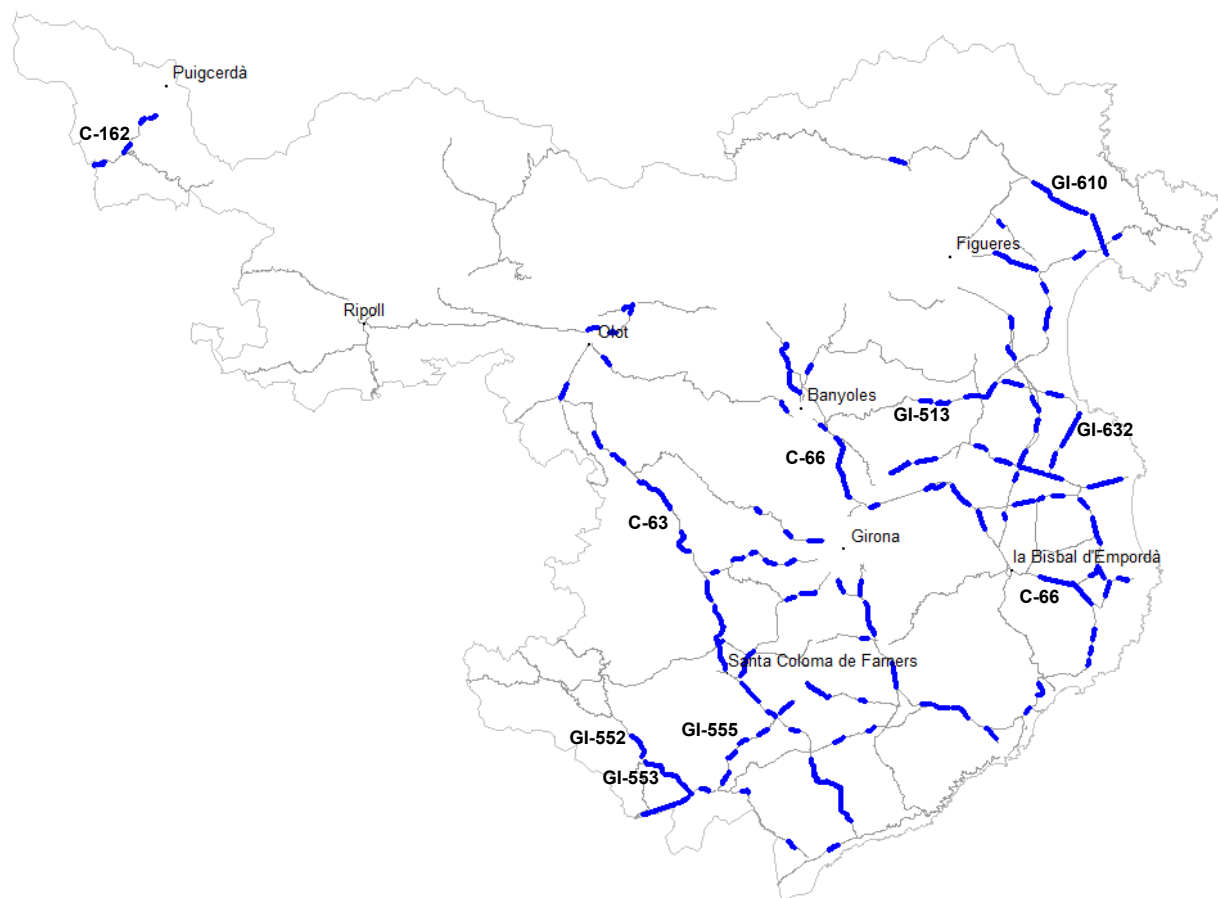 Puigcerdà
C-162
GI-610
Figueres
Ripoll
Olot
Banyoles
GI-513
GI-632
C-66
C-63
Girona
la Bisbal d'Empordà
C-66
Santa Coloma de Farners
GI-552
GI-555
GI-553